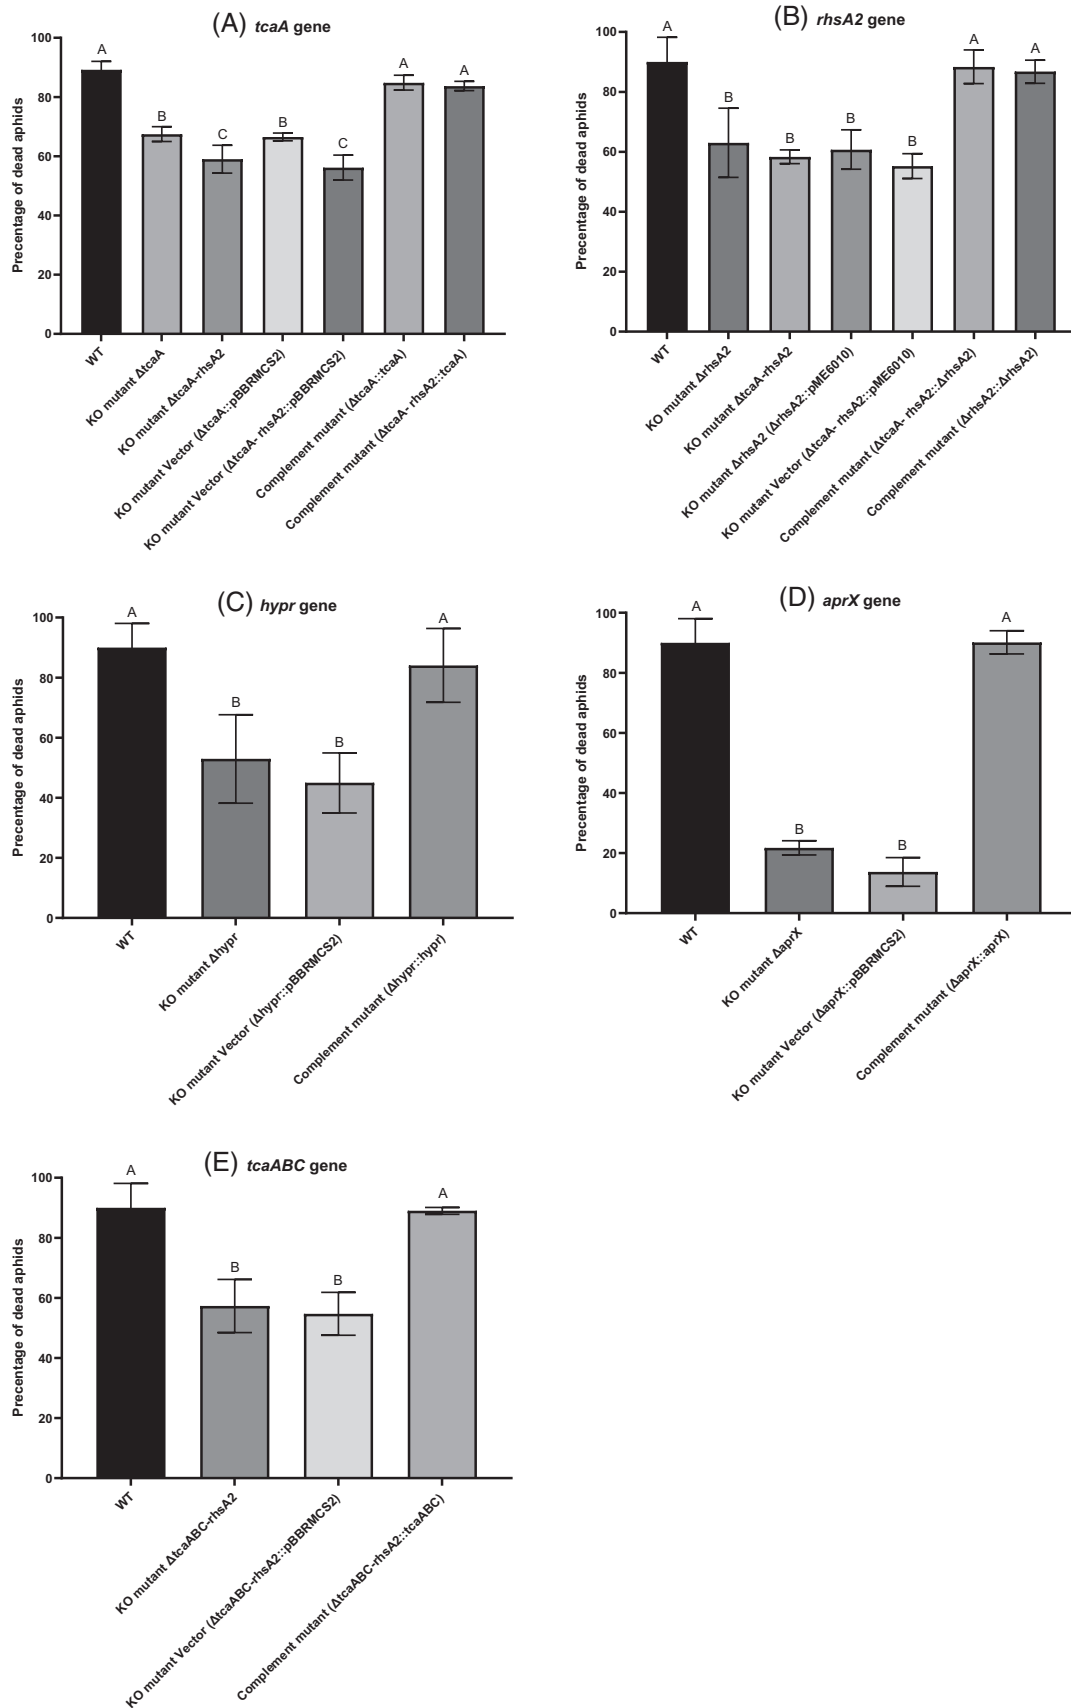 (A) tcaA gene
Precentage of dead aphids
100
80
60
40
20
0
A
B
C
B
C
A
A
WT
KO mutant ΔtcaA
KO mutant ΔtcaA-rhsA2
KO mutant Vector (ΔtcaA::pBBRMCS2)
KO mutant Vector (ΔtcaA- rhsA2::pBBRMCS2)
Complement mutant (ΔtcaA::tcaA)
Complement mutant (ΔtcaA- rhsA2::tcaA)
(B) rhsA2 gene
Precentage of dead aphids
100
80
60
40
20
0
A
B
B
B
B
A
A
WT
KO mutant ΔrhsA2
KO mutant ΔtcaA-rhsA2
KO mutant ΔrhsA2 (ΔrhsA2::pME6010)
KO mutant Vector (ΔtcaA- rhsA2::pME6010)
Complement mutant (ΔtcaA- rhsA2::ΔrhsA2)
Complement mutant (ΔrhsA2::ΔrhsA2)
(C) hypr gene
Precentage of dead aphids
100
80
60
40
20
0
A
B
B
A
WT
KO mutant Δhypr
KO mutant Vector (Δhypr::pBBRMCS2)
Complement mutant (Δhypr::hypr)
(D) aprX gene
Precentage of dead aphids
100
80
60
40
20
0
A
B
B
A
WT
KO mutant ΔaprX
KO mutant Vector (ΔaprX::pBBRMCS2)
Complement mutant (ΔaprX::aprX)
(E) tcaABC gene
Precentage of dead aphids
100
80
60
40
20
0
A
B
B
A
WT
KO mutant ΔtcaABC-rhsA2
KO mutant Vector (ΔtcaABC-rhsA2::pBBRMCS2)
Complement mutant (ΔtcaABC-rhsA2::tcaABC)